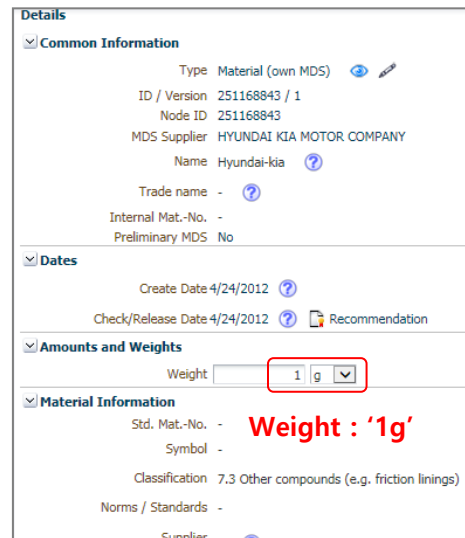 Details
Common Information
Type Material (own MDS)
ID / Version 251168843 / 1
Node ID 251168843
MDS Supplier HYUNDAI KIA MOTOR COMPANY
Name Hyundai-kia ?
Trade name - ?
Internal Mat.-No. -
Preliminary MDS No
Dates
Create Date 4/24/2012 ?
Check/Release Date 4/24/2012 ? Recommendation
Amounts and Weights
Weight 1 g
Material Information
Std. Mat.-No. -
Weight : ‘1g’
Symbol -
Classification 7.3 Other compounds (e.g. friction linings)
Norms / Standards -
Supplier